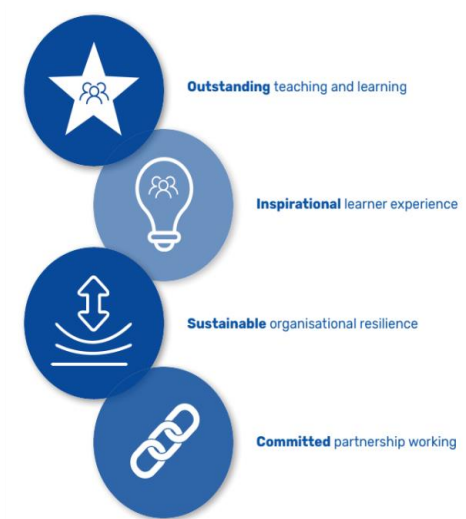 Outstanding teaching and learning
Inspirational learner experience
Sustainable organisational resilience
Committed partnership working